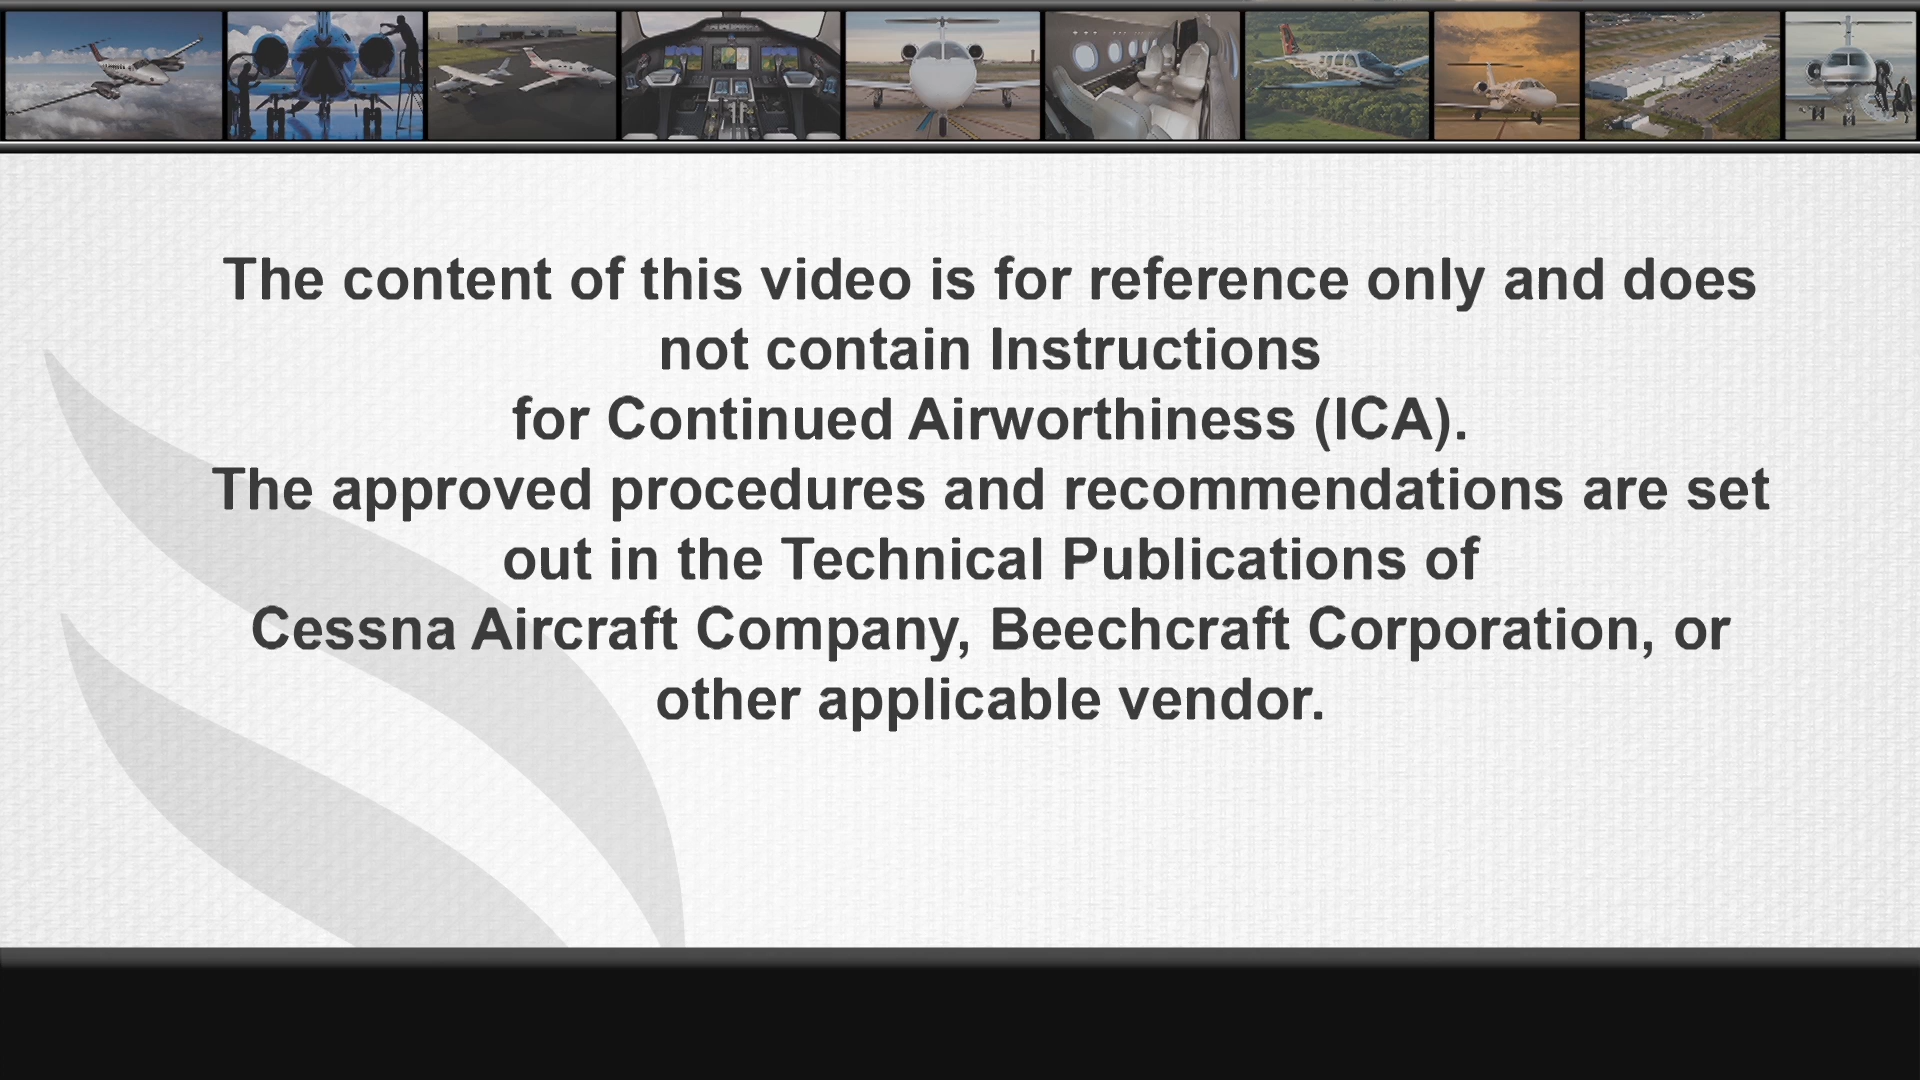 The content of this video is for reference only and does
not contain Instructions
for Continued Airworthiness (ICA).
The approved procedures and recommendations are set
out in the Technical Publications of
Cessna Aircraft Company, Beechcraft Corporation, or
other applicable vendor.